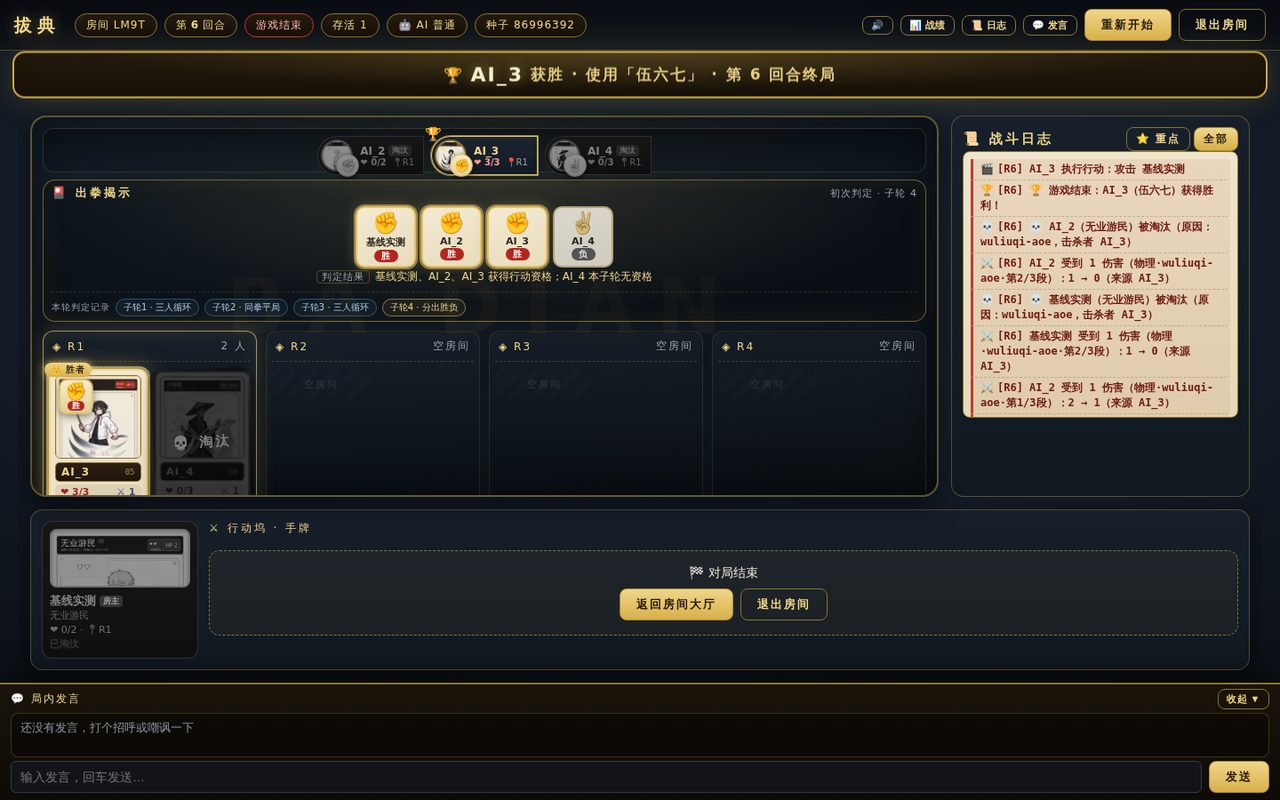 拔典 房间 LM9T 第 6 回合 游戏结束 存活 1 🤖 AI 普通 种子 86996392 🔊 📊 战绩 📜 日志 💬 发言 重新开始 退出房间
🏆 AI_3 获胜 · 使用「伍六七」 · 第 6 回合终局
AI_2 淘汰
❤ 0/2 📍R1
AI_3
❤ 3/3 📍R1
AI_4 淘汰
❤ 0/3 📍R1
🎴 出拳揭示 初次判定 · 子轮 4
基线实测 AI_2 AI_3 AI_4
胜 胜 胜 负
判定结果 基线实测、AI_2、AI_3 获得行动资格；AI_4 本子轮无资格
BA DIAN
本轮判定记录 子轮1 · 三人循环 子轮2 · 同拳平局 子轮3 · 三人循环 子轮4 · 分出胜负
◈ R1 2 人 ◈ R2 空房间 ◈ R3 空房间 ◈ R4 空房间
胜者
胜
空房间 空房间 空房间
💀 淘汰
AI_3 05 AI_4
❤ 3/3 ⚔ 1 ❤ 0/3 ⚔ 1
📜 战斗日志 ⭐ 重点 全部
🎬 [R6] AI_3 执行行动：攻击 基线实测
🏆 [R6] 🏆 游戏结束：AI_3（伍六七）获得胜
利！
💀 [R6] 💀 AI_2（无业游民）被淘汰（原因：
wuliuqi-aoe，击杀者 AI_3）
⚔️ [R6] AI_2 受到 1 伤害（物理·wuliuqi-
aoe·第2/3段）：1 → 0（来源 AI_3）
💀 [R6] 💀 基线实测（无业游民）被淘汰（原
因：wuliuqi-aoe，击杀者 AI_3）
⚔️ [R6] 基线实测 受到 1 伤害（物理
·wuliuqi-aoe·第2/3段）：1 → 0（来源
AI_3）
⚔️ [R6] AI_2 受到 1 伤害（物理·wuliuqi-
aoe·第1/3段）：2 → 1（来源 AI_3）
无业游民 HP 2
基线实测 房主
无业游民
❤ 0/2 · 📍R1
已淘汰
⚔ 行动坞 · 手牌
🏁 对局结束
返回房间大厅 退出房间
💬 局内发言 收起 ▼
还没有发言，打个招呼或嘲讽一下
输入发言，回车发送… 发送